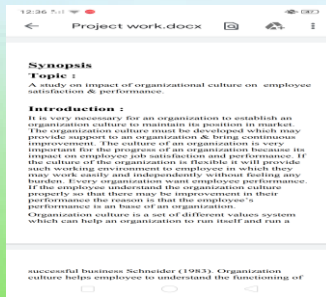 12:36
Project work.docx
Synopsis
Topic :
A study on impact of organizational culture on employee
satisfaction & performance.
Introduction :
It is very necessary for an organization to establish an
organization culture to maintain its position in market.
The organization culture must be developed which may
provide support to an organization & bring continuous
improvement. The culture of an organization is very
important for the progress of an organization because its
impact on employee job satisfaction and performance. If
the culture of the organization is flexible it will provide
such working environment to employee in which they
may work easily and independently without feeling any
burden. Every organization want employee performance.
If the employee understand the organization culture
properly so that there may be improvement in their
performance the reason is that the employee's
performance is an base of an organization.
Organization culture is a set of different values system
which can help an organization to run itself and run a
successful business Schneider (1983). Organization
culture helps employee to understand the functioning of